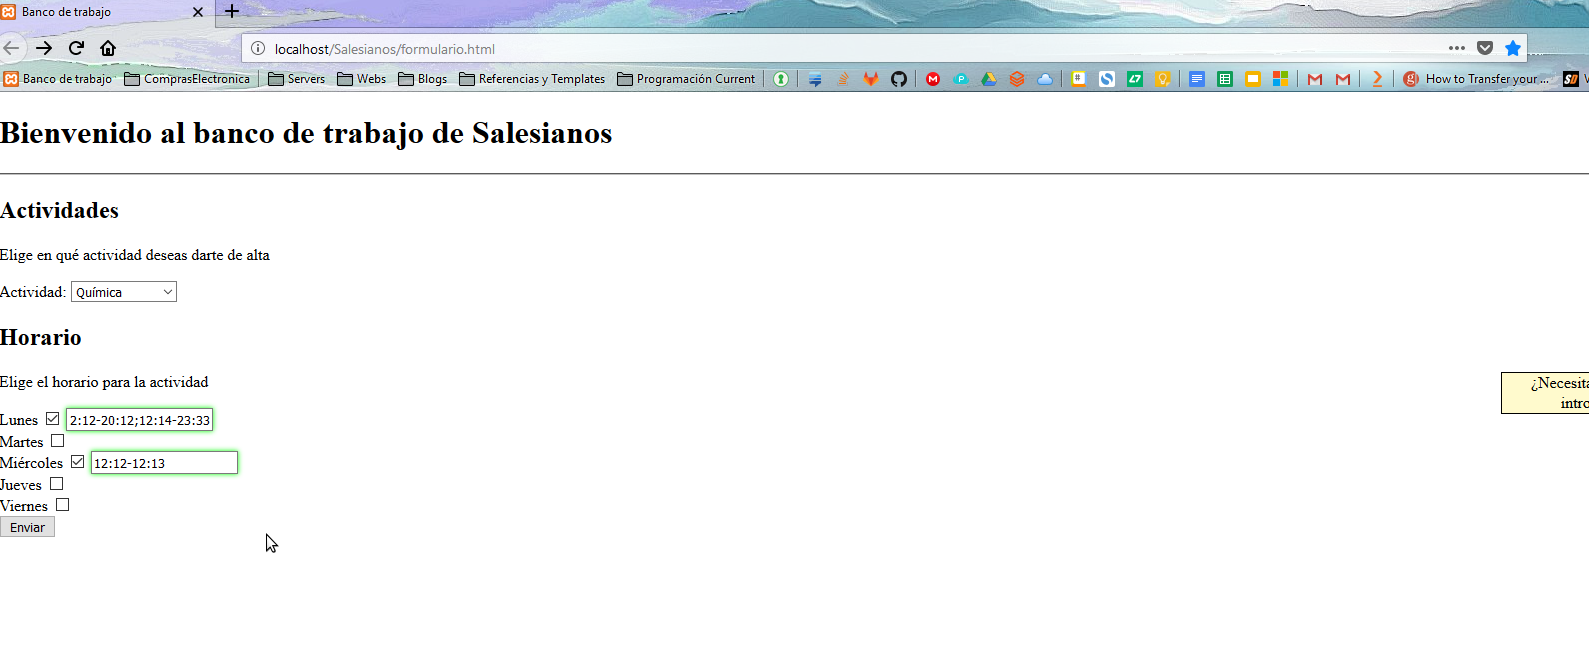 Banco de trabajo
localhost/Salesianos/formulario.html
Banco de trabajo ComprasElectronica Servers Webs Blogs Referencias y Templates Programación Current How to Transfer your ...
Bienvenido al banco de trabajo de Salesianos
Actividades
Elige en qué actividad deseas darte de alta
Actividad: Química
Horario
Elige el horario para la actividad
¿Necesita
intro
Lunes 2:12-20:12;12:14-23:33
Martes
Miércoles 12:12-12:13
Jueves
Viernes
Enviar